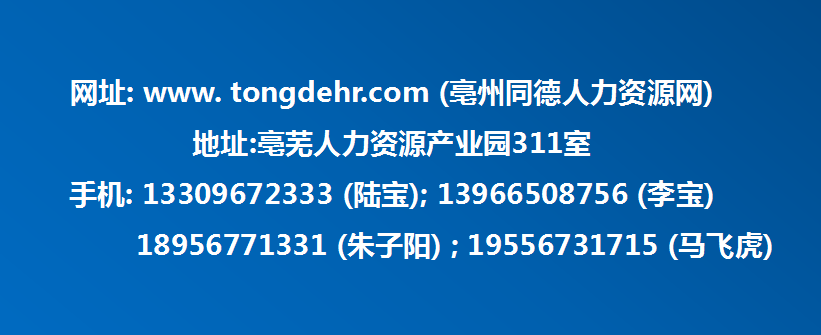 网址: www. tongdehr.com (亳州同德人力资源网)
地址:亳芜人力资源产业园311室
手机: 13309672333 (陆宝); 13966508756 (李宝)
18956771331 (朱子阳) ; 19556731715 (马飞虎)